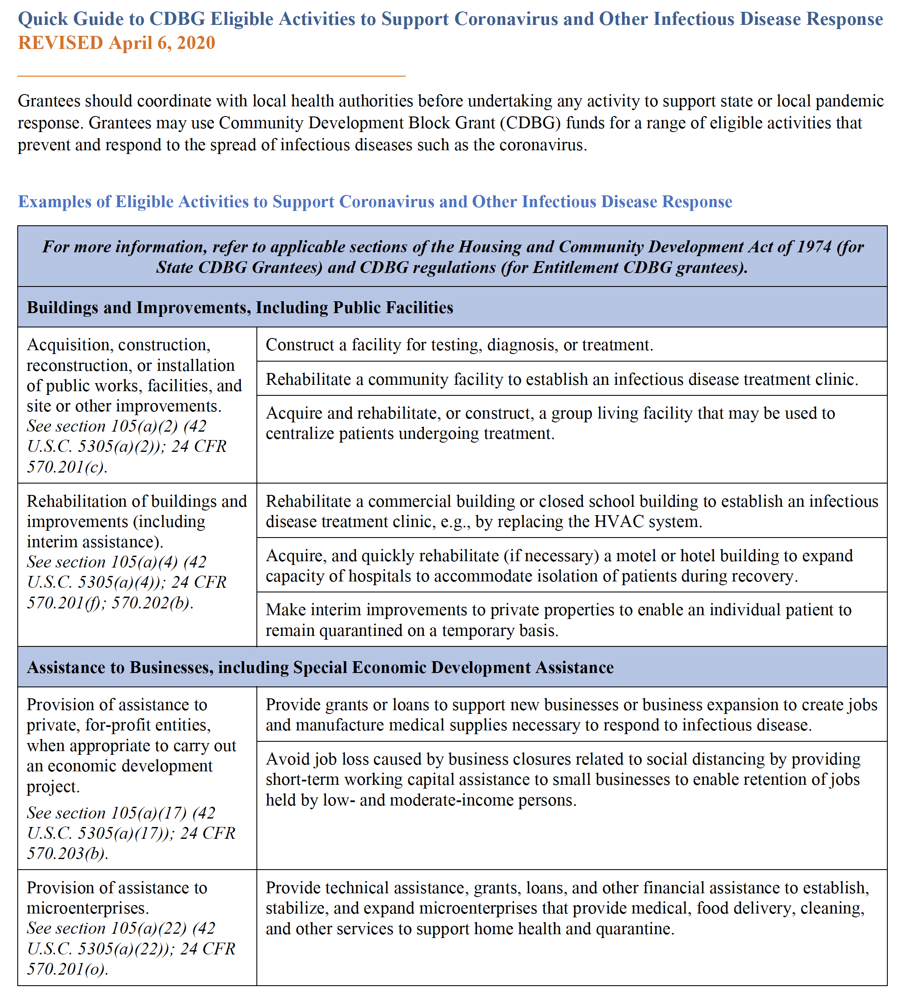 Quick Guide to CDBG Eligible Activities to Support Coronavirus and Other Infectious Disease Response
REVISED April 6, 2020
Grantees should coordinate with local health authorities before undertaking any activity to support state or local pandemic
response. Grantees may use Community Development Block Grant (CDBG) funds for a range of eligible activities that
prevent and respond to the spread of infectious diseases such as the coronavirus.
Examples of Eligible Activities to Support Coronavirus and Other Infectious Disease Response
For more information, refer to applicable sections of the Housing and Community Development Act of 1974 (for
State CDBG Grantees) and CDBG regulations (for Entitlement CDBG grantees).
Buildings and Improvements, Including Public Facilities
Acquisition, construction,
reconstruction, or installation
of public works, facilities, and
site or other improvements.
See section 105(a)(2) (42
U.S.C. 5305(a)(2)); 24 CFR
570.201(c).
Construct a facility for testing, diagnosis, or treatment.
Rehabilitate a community facility to establish an infectious disease treatment clinic.
Acquire and rehabilitate, or construct, a group living facility that may be used to
centralize patients undergoing treatment.
Rehabilitation of buildings and
improvements (including
interim assistance).
See section 105(a)(4) (42
U.S.C. 5305(a)(4)); 24 CFR
570.201(f); 570.202(b).
Rehabilitate a commercial building or closed school building to establish an infectious
disease treatment clinic, e.g., by replacing the HVAC system.
Acquire, and quickly rehabilitate (if necessary) a motel or hotel building to expand
capacity of hospitals to accommodate isolation of patients during recovery.
Make interim improvements to private properties to enable an individual patient to
remain quarantined on a temporary basis.
Assistance to Businesses, including Special Economic Development Assistance
Provision of assistance to
private, for-profit entities,
when appropriate to carry out
an economic development
project.
See section 105(a)(17) (42
U.S.C. 5305(a)(17)); 24 CFR
570.203(b).
Provide grants or loans to support new businesses or business expansion to create jobs
and manufacture medical supplies necessary to respond to infectious disease.
Avoid job loss caused by business closures related to social distancing by providing
short-term working capital assistance to small businesses to enable retention of jobs
held by low- and moderate-income persons.
Provision of assistance to
microenterprises.
See section 105(a)(22) (42
U.S.C. 5305(a)(22)); 24 CFR
570.201(o).
Provide technical assistance, grants, loans, and other financial assistance to establish,
stabilize, and expand microenterprises that provide medical, food delivery, cleaning,
and other services to support home health and quarantine.